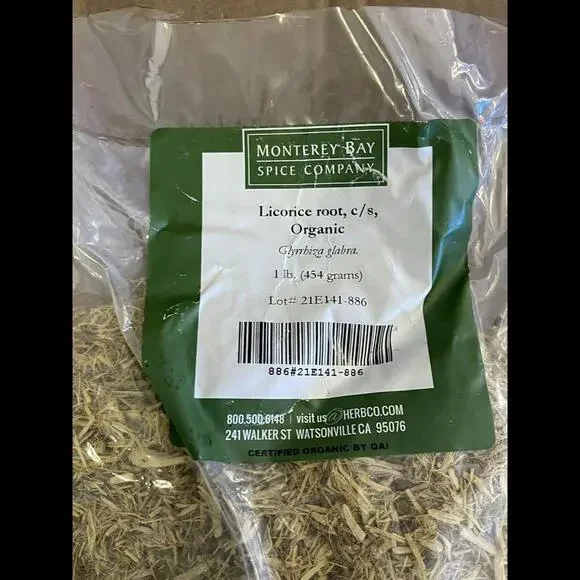 MONTEREY BAY
SPICE COMPANY
Licorice root, c/s,
Organic
Glyrrhiza glabra.
1 lb. (454 grams)
Lot# 21E141-886
886#21E141-886
800.500.6148 | visit us @HERBCO.COM
241 WALKER ST WATSONVILLE CA 95076
CERTIFIED ORGANIC BY QAI